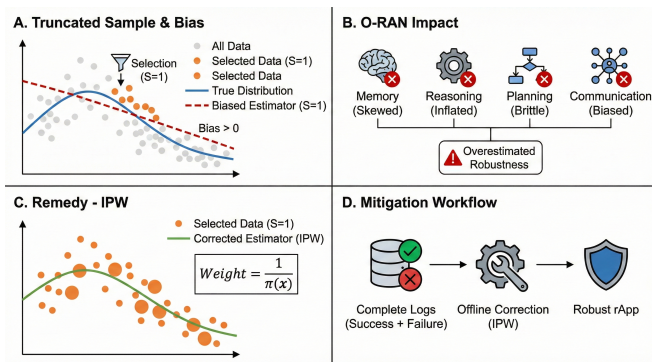 A. Truncated Sample & Bias
Selection
(S=1)
All Data
Selected Data (S=1)
Selected Data
True Distribution
Biased Estimator (S=1)
Bias > 0
B. O-RAN Impact
Memory
(Skewed)
Reasoning
(Inflated)
Planning
(Brittle)
Communication
(Biased)
Overestimated
Robustness
C. Remedy - IPW
Selected Data (S=1)
Corrected Estimator (IPW)
Weight = 1 / π(x)
D. Mitigation Workflow
Complete Logs
(Success + Failure)
Offline Correction
(IPW)
Robust rApp